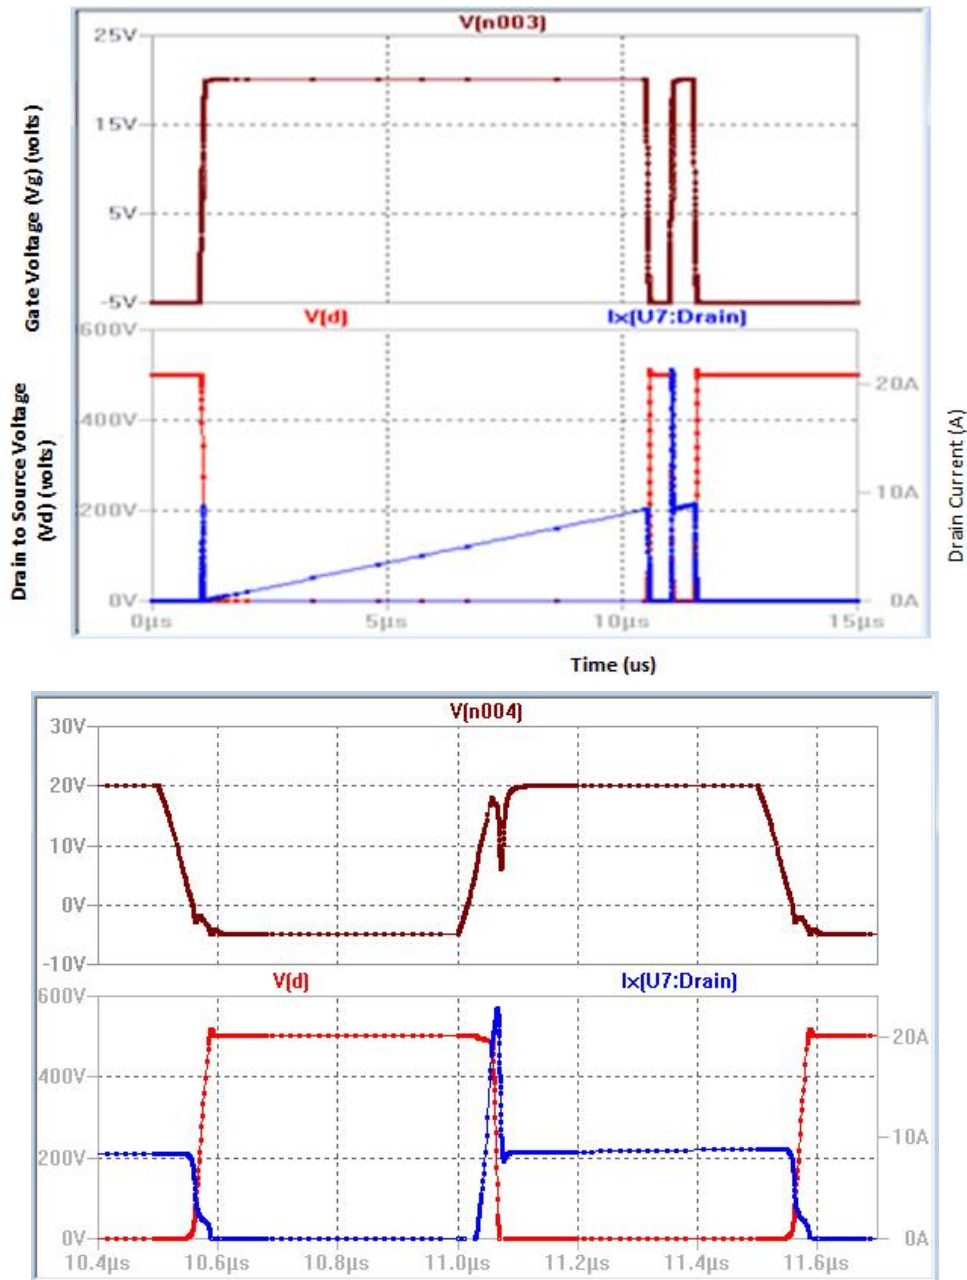 V(n003)
25V
15V
5V
-5V
Gate Voltage (Vg) (volts)
V(d) Ix(U7:Drain)
600V
400V
200V
0V
20A
10A
0A
Drain to Source Voltage
(Vd) (volts)
Drain Current (A)
0µs 5µs 10µs 15µs
Time (us)
V(n004)
30V
20V
10V
0V
-10V
V(d) Ix(U7:Drain)
600V
400V
200V
0V
20A
10A
0A
10.4µs 10.6µs 10.8µs 11.0µs 11.2µs 11.4µs 11.6µs